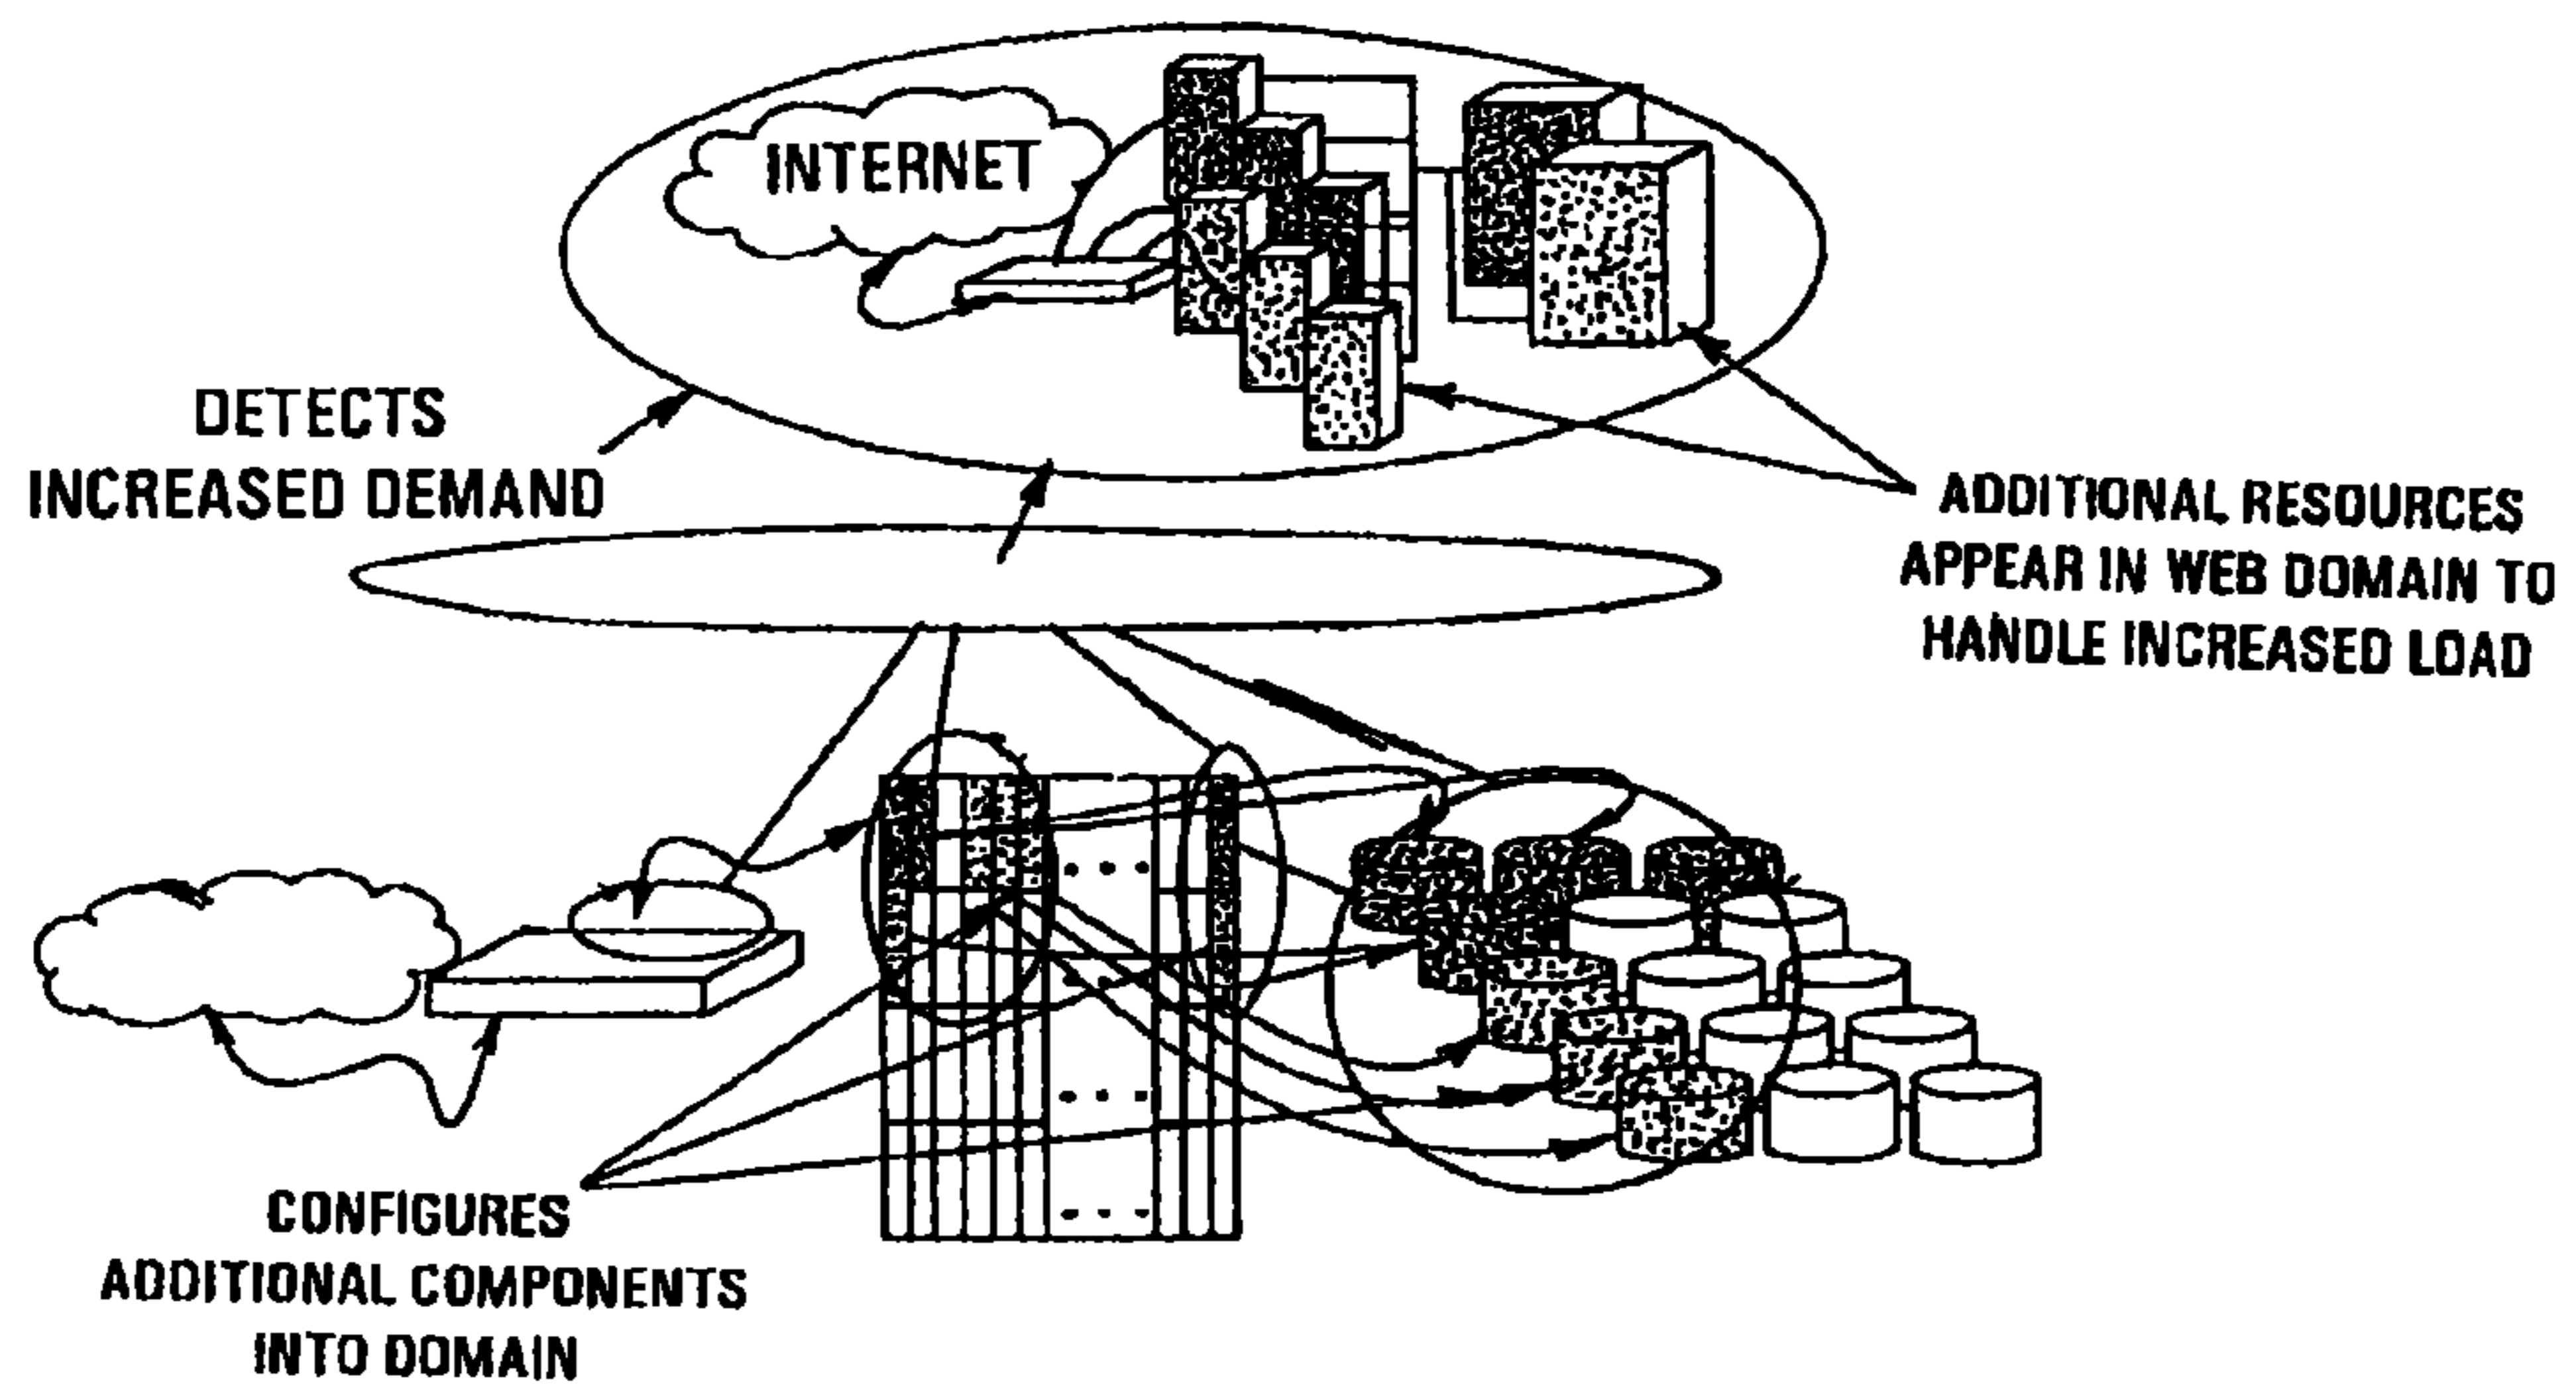 INTERNET
DETECTS
INCREASED DEMAND
ADDITIONAL RESOURCES
APPEAR IN WEB DOMAIN TO
HANDLE INCREASED LOAD
CONFIGURES
ADDITIONAL COMPONENTS
INTO DOMAIN